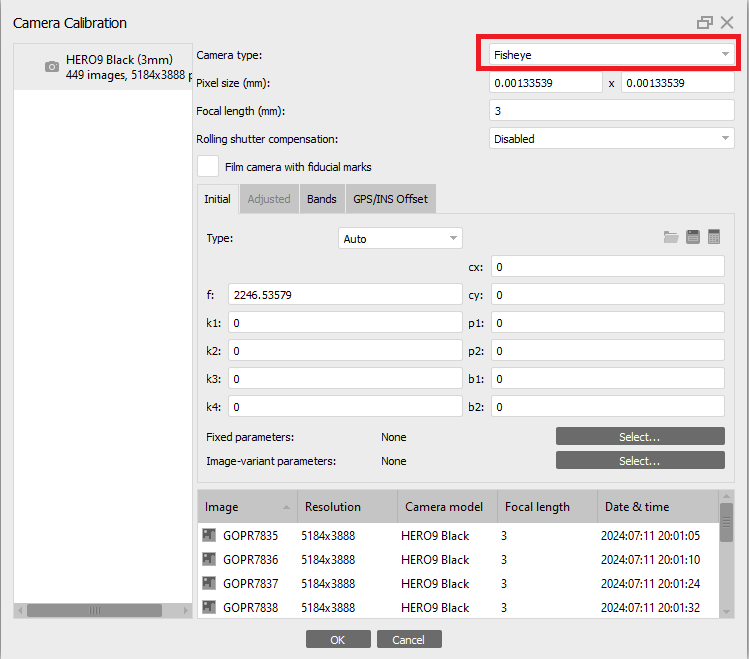 Camera Calibration
HERO9 Black (3mm)
449 images, 5184x3888 p
Camera type: Fisheye
Pixel size (mm): 0.00133539 x 0.00133539
Focal length (mm): 3
Rolling shutter compensation: Disabled
Film camera with fiducial marks
Initial Adjusted Bands GPS/INS Offset
Type: Auto
cx: 0
f: 2246.53579 cy: 0
k1: 0 p1: 0
k2: 0 p2: 0
k3: 0 b1: 0
k4: 0 b2: 0
Fixed parameters: None Select...
Image-variant parameters: None Select...
Image Resolution Camera model Focal length Date & time
GOPR7835 5184x3888 HERO9 Black 3 2024:07:11 20:01:05
GOPR7836 5184x3888 HERO9 Black 3 2024:07:11 20:01:10
GOPR7837 5184x3888 HERO9 Black 3 2024:07:11 20:01:24
GOPR7838 5184x3888 HERO9 Black 3 2024:07:11 20:01:32
OK Cancel